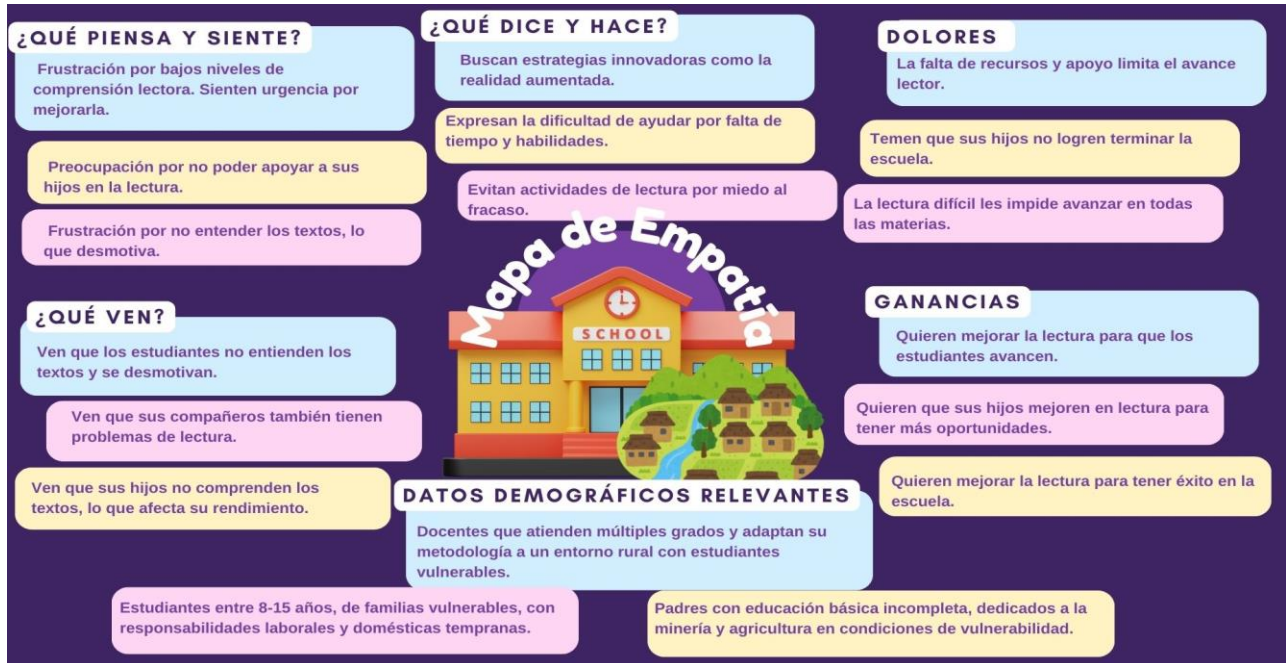 ¿QUÉ PIENSA Y SIENTE?
Frustración por bajos niveles de
comprensión lectora. Sienten urgencia por
mejorarla.
Preocupación por no poder apoyar a sus
hijos en la lectura.
Frustración por no entender los textos, lo
que desmotiva.
¿QUÉ DICE Y HACE?
Buscan estrategias innovadoras como la
realidad aumentada.
Expresan la dificultad de ayudar por falta de
tiempo y habilidades.
Evitan actividades de lectura por miedo al
fracaso.
DOLORES
La falta de recursos y apoyo limita el avance
lector.
Temen que sus hijos no logren terminar la
escuela.
La lectura difícil les impide avanzar en todas
las materias.
Mapa de Empatía
SCHOOL
¿QUÉ VEN?
Ven que los estudiantes no entienden los
textos y se desmotivan.
Ven que sus compañeros también tienen
problemas de lectura.
Ven que sus hijos no comprenden los
textos, lo que afecta su rendimiento.
GANANCIAS
Quieren mejorar la lectura para que los
estudiantes avancen.
Quieren que sus hijos mejoren en lectura para
tener más oportunidades.
Quieren mejorar la lectura para tener éxito en la
escuela.
DATOS DEMOGRÁFICOS RELEVANTES
Docentes que atienden múltiples grados y adaptan su
metodología a un entorno rural con estudiantes
vulnerables.
Estudiantes entre 8-15 años, de familias vulnerables, con
responsabilidades laborales y domésticas tempranas.
Padres con educación básica incompleta, dedicados a la
minería y agricultura en condiciones de vulnerabilidad.